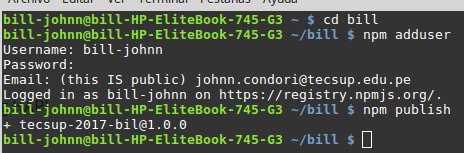 Archivo Editar Ver Terminal Pestañas Ayuda
bill-johnn@bill-HP-EliteBook-745-G3 ~ $ cd bill
bill-johnn@bill-HP-EliteBook-745-G3 ~/bill $ npm adduser
Username: bill-johnn
Password:
Email: (this IS public) johnn.condori@tecsup.edu.pe
Logged in as bill-johnn on https://registry.npmjs.org/.
bill-johnn@bill-HP-EliteBook-745-G3 ~/bill $ npm publish
+ tecsup-2017-bil@1.0.0
bill-johnn@bill-HP-EliteBook-745-G3 ~/bill $